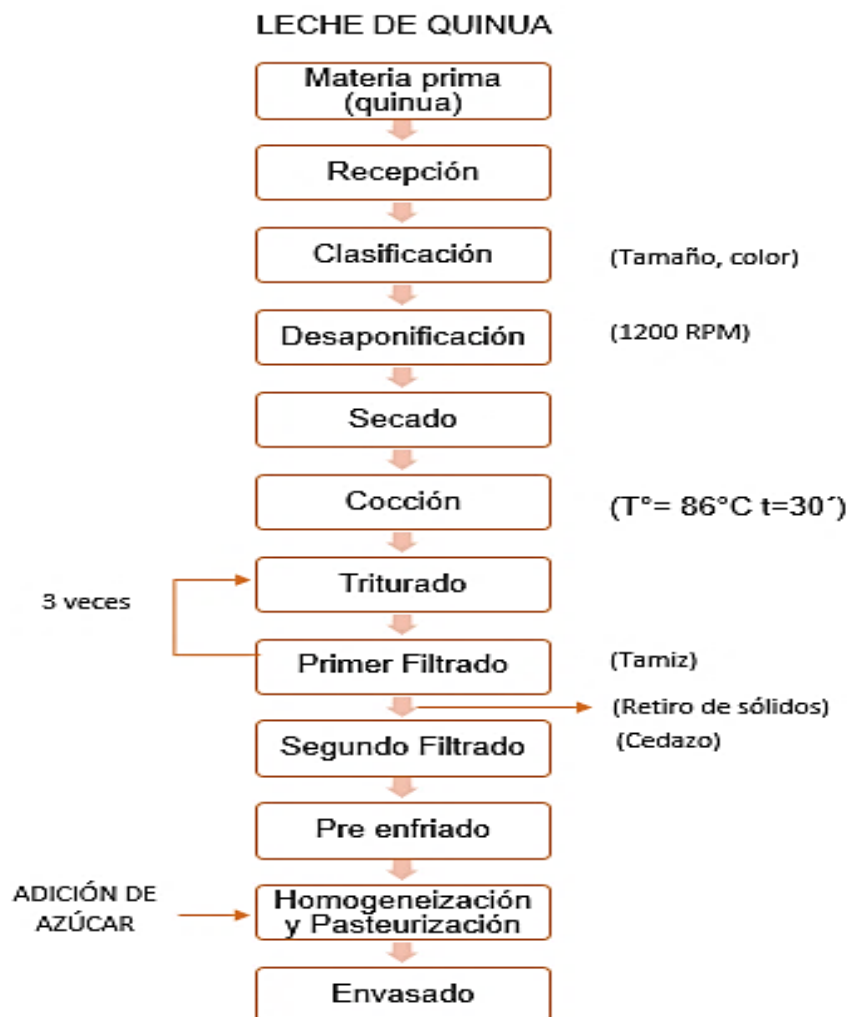 LECHE DE QUINUA
Materia prima
(quinua)
Recepción
Clasificación
(Tamaño, color)
Desaponificación
(1200 RPM)
Secado
Cocción
(T°= 86°C t=30´)
Triturado
3 veces
Primer Filtrado
(Tamiz)
(Retiro de sólidos)
Segundo Filtrado
(Cedazo)
Pre enfriado
ADICIÓN DE
AZÚCAR
Homogeneización
y Pasteurización
Envasado